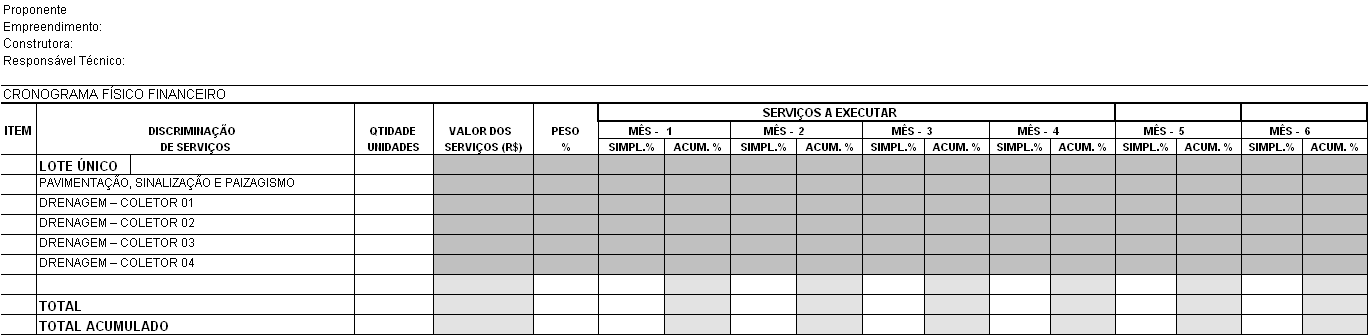 Proponente
Empreendimento:
Construtora:
Responsável Técnico:
CRONOGRAMA FÍSICO FINANCEIRO
SERVIÇOS A EXECUTAR
ITEM DISCRIMINAÇÃO QTIDADE VALOR DOS PESO MÊS - 1 MÊS - 2 MÊS - 3 MÊS - 4 MÊS - 5 MÊS - 6
DE SERVIÇOS UNIDADES SERVIÇOS (R$) % SIMPL.% ACUM. % SIMPL.% ACUM. % SIMPL.% ACUM. % SIMPL.% ACUM. % SIMPL.% ACUM. % SIMPL.% ACUM. %
LOTE ÚNICO
PAVIMENTAÇÃO, SINALIZAÇÃO E PAIZAGISMO
DRENAGEM – COLETOR 01
DRENAGEM – COLETOR 02
DRENAGEM – COLETOR 03
DRENAGEM – COLETOR 04
TOTAL
TOTAL ACUMULADO